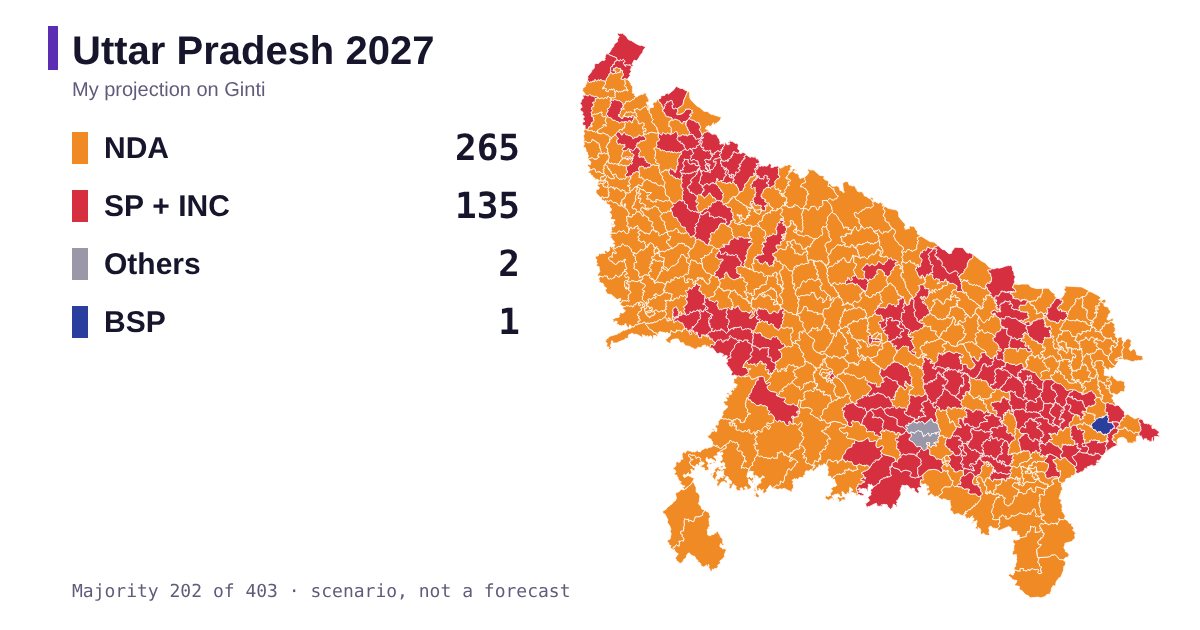 Uttar Pradesh 2027
My projection on Ginti
NDA 265
SP + INC 135
Others 2
BSP 1
Majority 202 of 403 · scenario, not a forecast